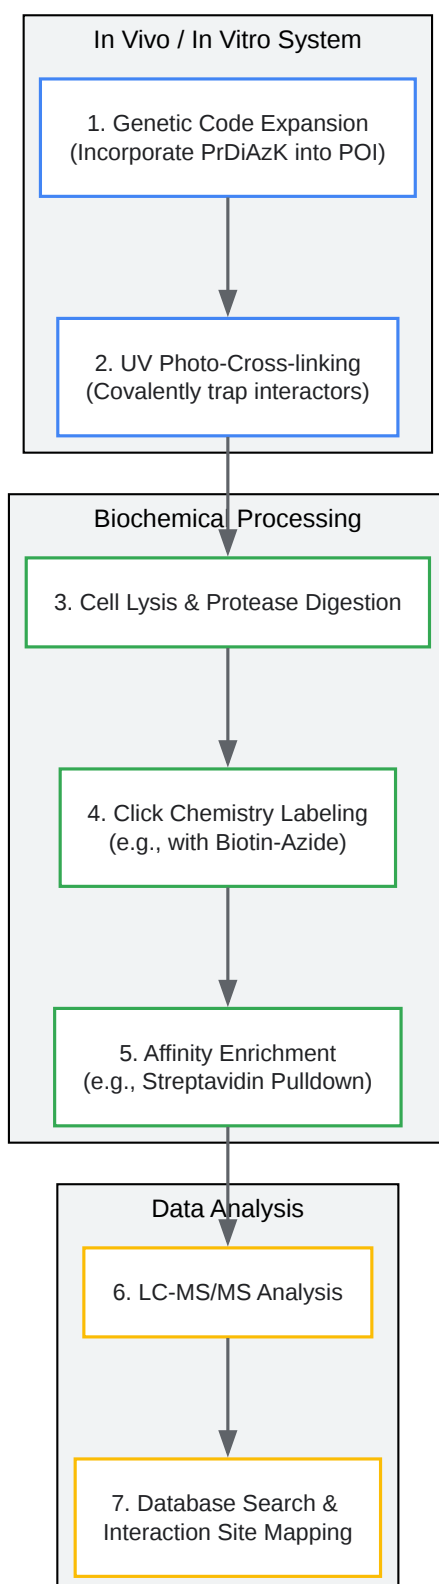 In Vivo / In Vitro System
1. Genetic Code Expansion
(Incorporate PrDiAzK into POI)
2. UV Photo-Cross-linking
(Covalently trap interactors)
Biochemical Processing
3. Cell Lysis & Protease Digestion
4. Click Chemistry Labeling
(e.g., with Biotin-Azide)
5. Affinity Enrichment
(e.g., Streptavidin Pulldown)
Data Analysis
6. LC-MS/MS Analysis
7. Database Search &
Interaction Site Mapping